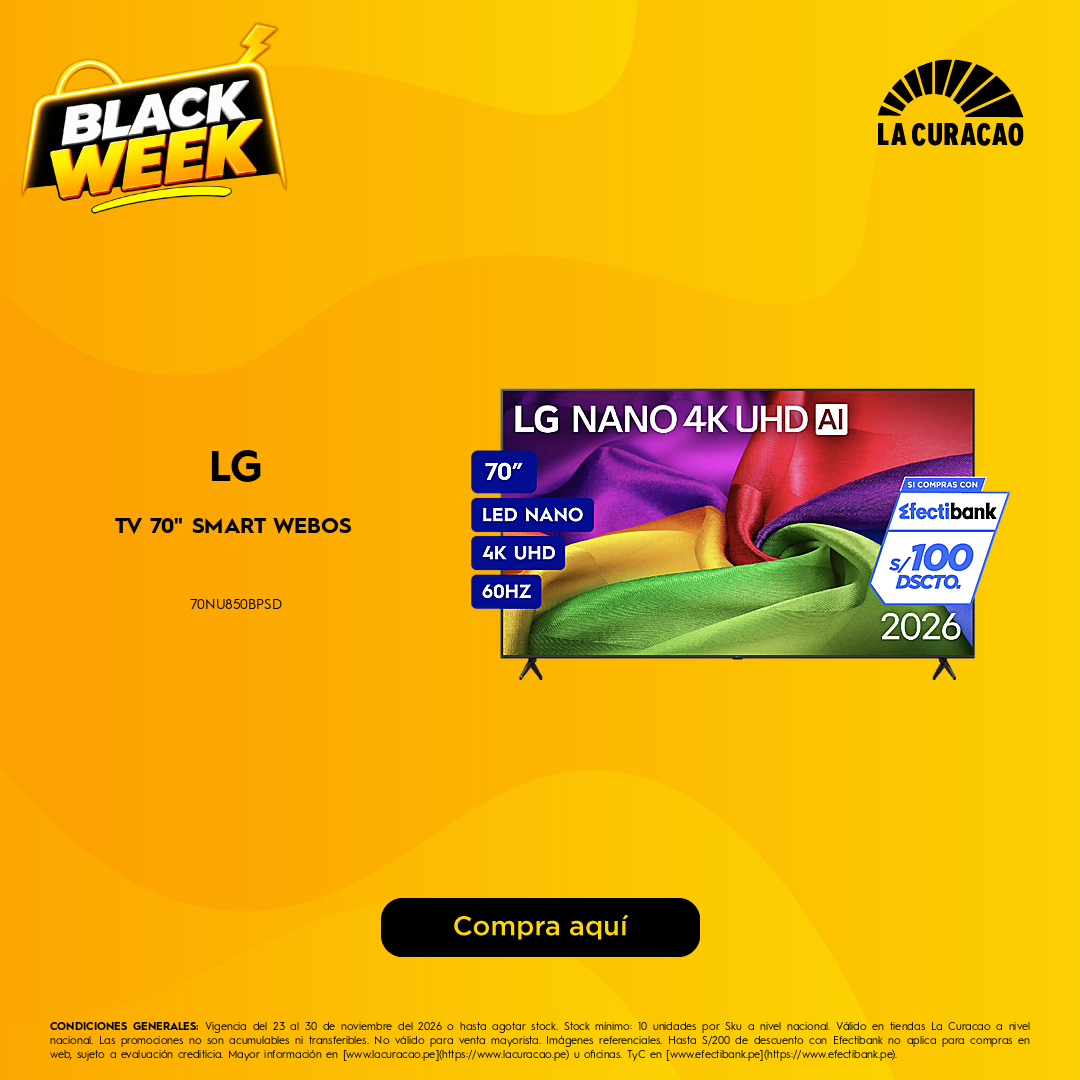 BLACK
WEEK
LA CURACAO
LG
TV 70" SMART WEBOS
70NU850BPSD
LG NANO 4K UHD AI
70”
LED NANO
4K UHD
60HZ
SI COMPRAS CON
Efectibank
S/100
DSCTO.
2026
Compra aquí
CONDICIONES GENERALES: Vigencia del 23 al 30 de noviembre del 2026 o hasta agotar stock. Stock mínimo: 10 unidades por Sku a nivel nacional. Válido en tiendas La Curacao a nivel
nacional. Las promociones no son acumulables ni transferibles. No válido para venta mayorista. Imágenes referenciales. Hasta S/200 de descuento con Efectibank no aplica para compras en
web, sujeto a evaluación crediticia. Mayor información en [www.lacuracao.pe](https://www.lacuracao.pe) u oficinas. TyC en [www.efectibank.pe](https://www.efectibank.pe).